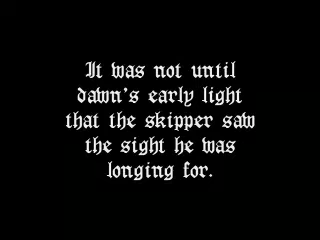 It was not until
dawn's early light
that the skipper saw
the sight he was
longing for.